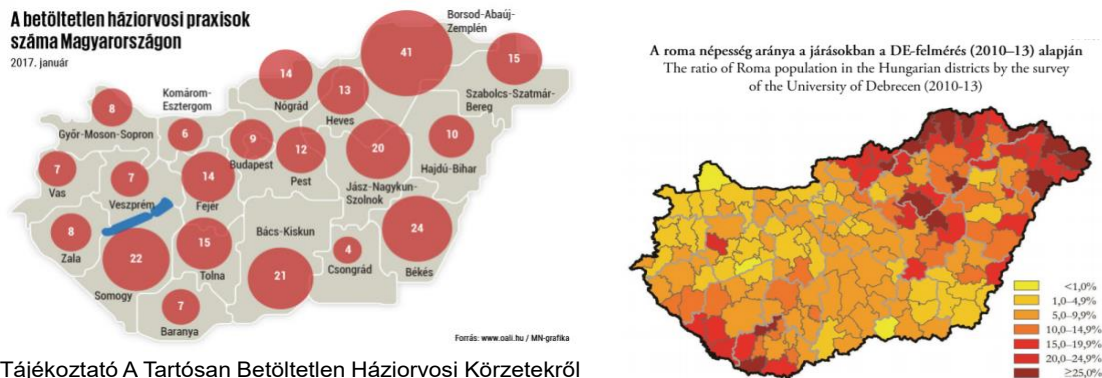 A betöltetlen háziorvosi praxisok
száma Magyarországon
2017. január
Borsod-Abaúj-
Zemplén
41
15
Szabolcs-Szatmár-
Bereg
14
Nógrád
13
Heves
Komárom-
Esztergom
8
Győr-Moson-Sopron
6
9
Budapest
12
Pest
20
Jász-Nagykun-
Szolnok
10
Hajdú-Bihar
7
Vas
7
Veszprém
14
Fejér
8
Zala
22
Somogy
15
Tolna
Bács-Kiskun
21
4
Csongrád
24
Békés
7
Baranya
Forrás: www.oali.hu / MN-grafika
Tájékoztató A Tartósan Betöltetlen Háziorvosi Körzetekről
A roma népesség aránya a járásokban a DE-felmérés (2010–13) alapján
The ratio of Roma population in the Hungarian districts by the survey
of the University of Debrecen (2010-13)
<1,0%
1,0–4,9%
5,0–9,9%
10,0–14,9%
15,0–19,9%
20,0–24,9%
≥25,0%